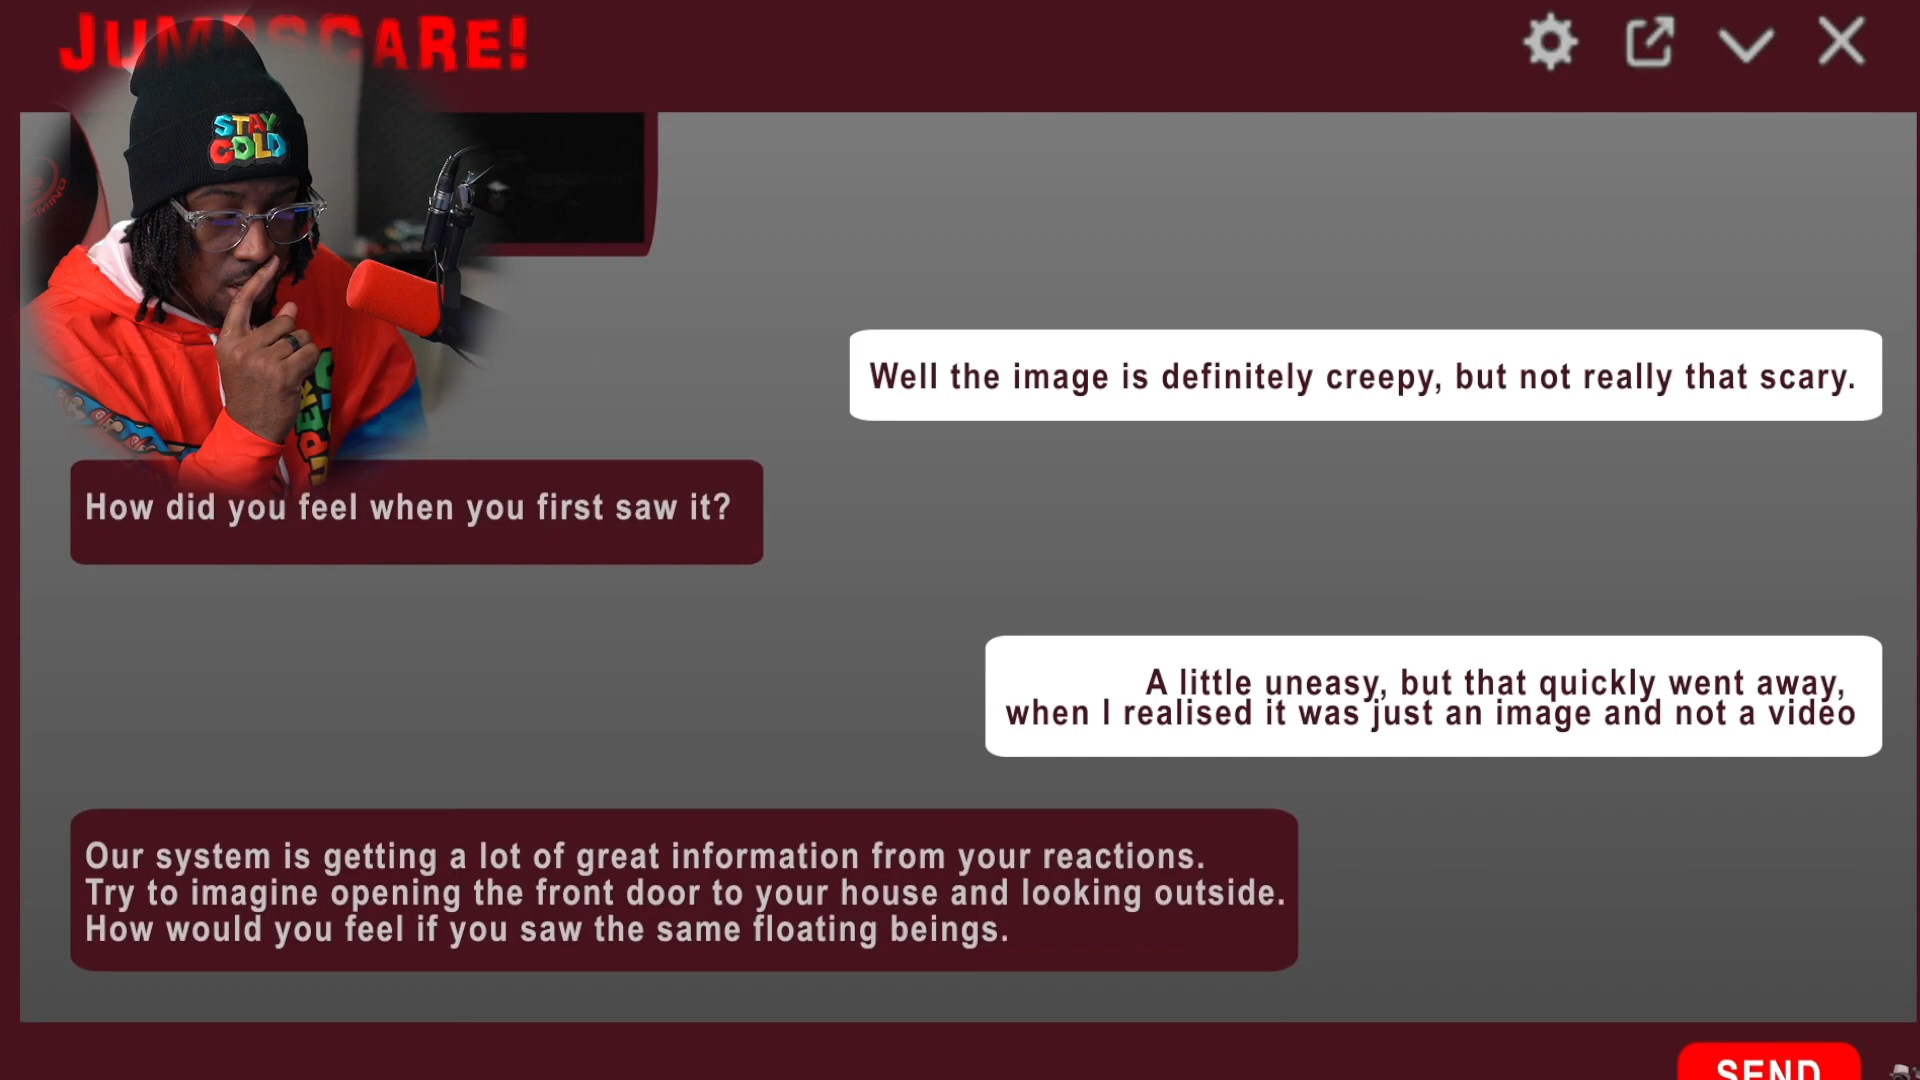 JUMPSCARE!
STAY
COLD
Well the image is definitely creepy, but not really that scary.
How did you feel when you first saw it?
A little uneasy, but that quickly went away,
when I realised it was just an image and not a video
Our system is getting a lot of great information from your reactions.
Try to imagine opening the front door to your house and looking outside.
How would you feel if you saw the same floating beings.
SEND